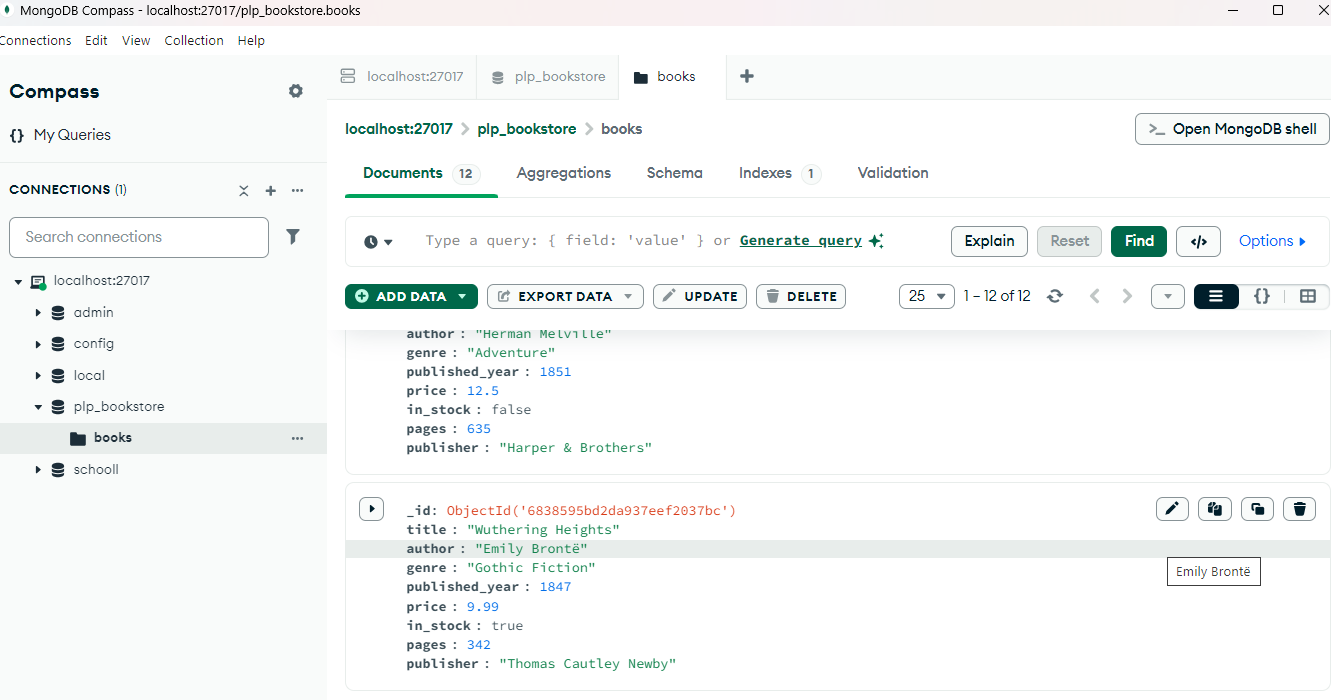 MongoDB Compass - localhost:27017/plp_bookstore.books
Connections Edit View Collection Help
Compass
{} My Queries
CONNECTIONS (1)
Search connections
localhost:27017
admin
config
local
plp_bookstore
books
schooll
localhost:27017 plp_bookstore books
localhost:27017 > plp_bookstore > books
>_ Open MongoDB shell
Documents 12 Aggregations Schema Indexes 1 Validation
Type a query: { field: 'value' } or Generate query
Explain Reset Find </> Options
ADD DATA EXPORT DATA UPDATE DELETE
25 1 – 12 of 12 {}
author : "Herman Melville"
genre : "Adventure"
published_year : 1851
price : 12.5
in_stock : false
pages : 635
publisher : "Harper & Brothers"
_id: ObjectId('6838595bd2da937eef2037bc')
title : "Wuthering Heights"
author : "Emily Brontë"
genre : "Gothic Fiction"
Emily Brontë
published_year : 1847
price : 9.99
in_stock : true
pages : 342
publisher : "Thomas Cautley Newby"